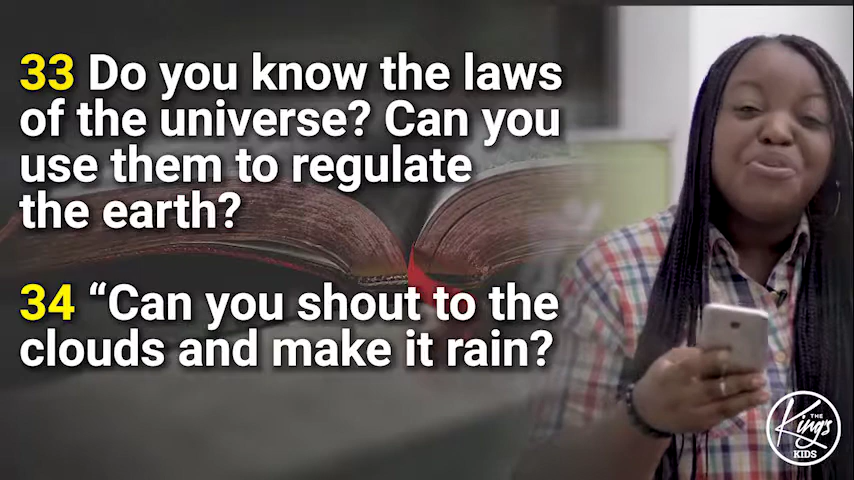 33 Do you know the laws
of the universe? Can you
use them to regulate
the earth?
34 “Can you shout to the
clouds and make it rain?
THE
King's
KIDS